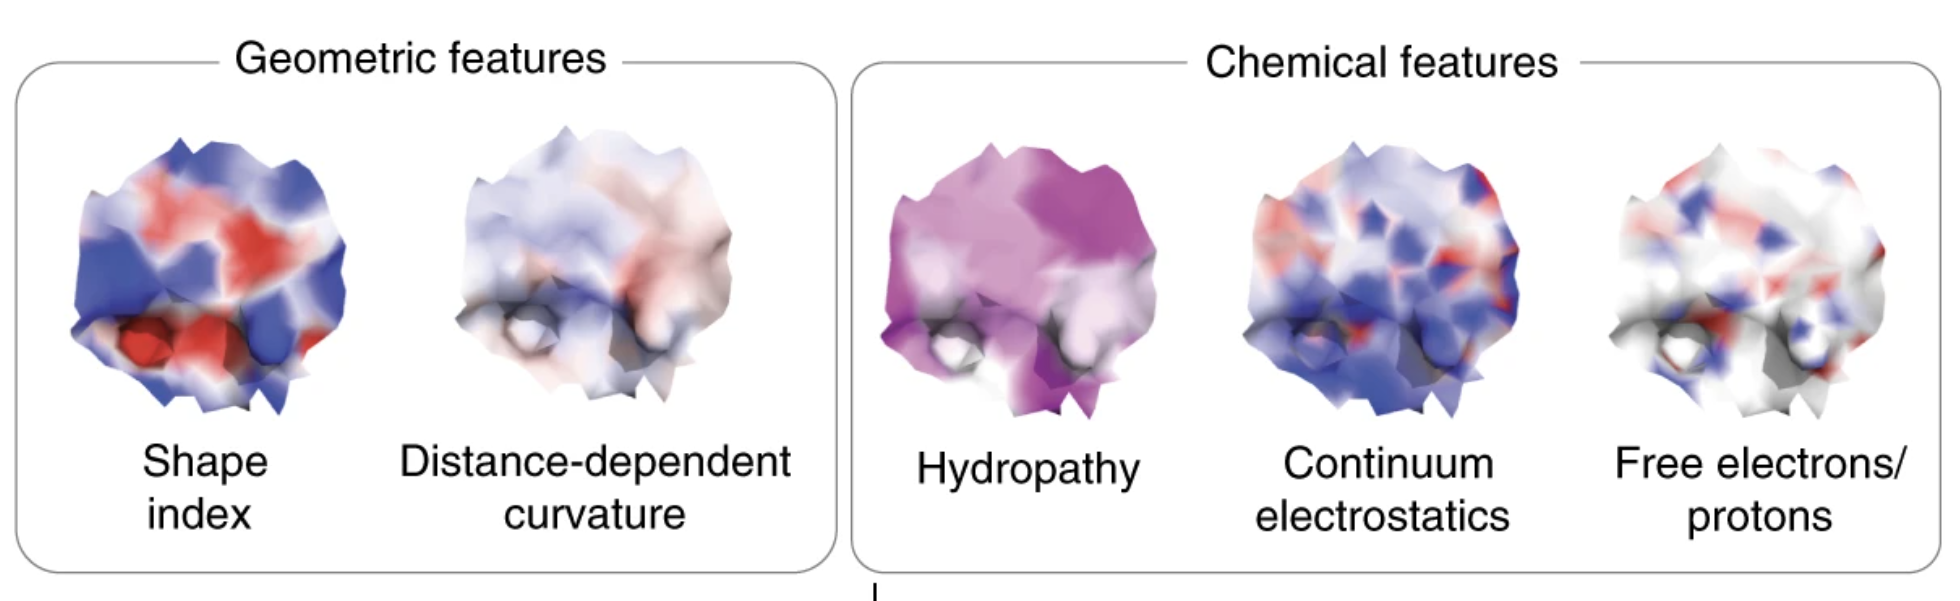 Geometric features
Chemical features
Shape
index
Distance-dependent
curvature
Hydropathy
Continuum
electrostatics
Free electrons/
protons